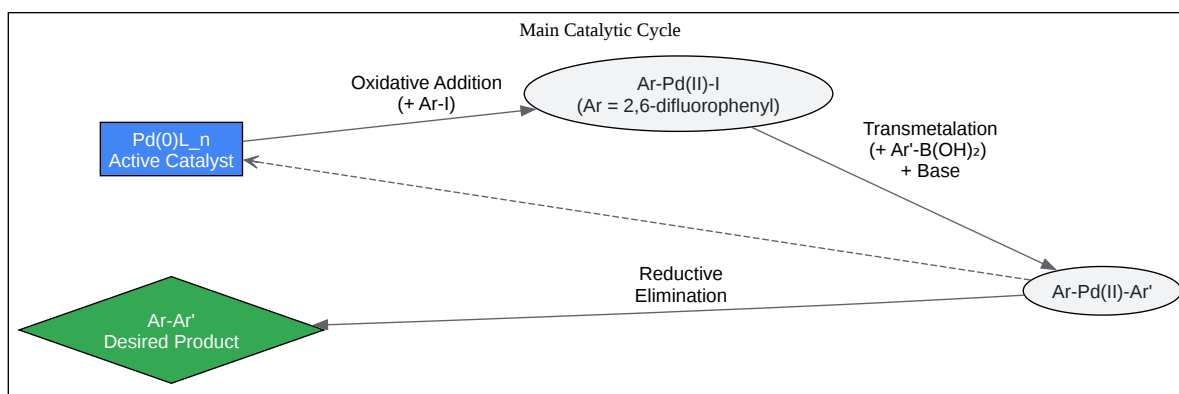 Main Catalytic Cycle
Oxidative Addition
(+ Ar-I)
Ar-Pd(II)-I
(Ar = 2,6-difluorophenyl)
Pd(0)L_n
Active Catalyst
Transmetalation
(+ Ar'-B(OH)₂)
+ Base
Reductive
Elimination
Ar-Pd(II)-Ar'
Ar-Ar'
Desired Product